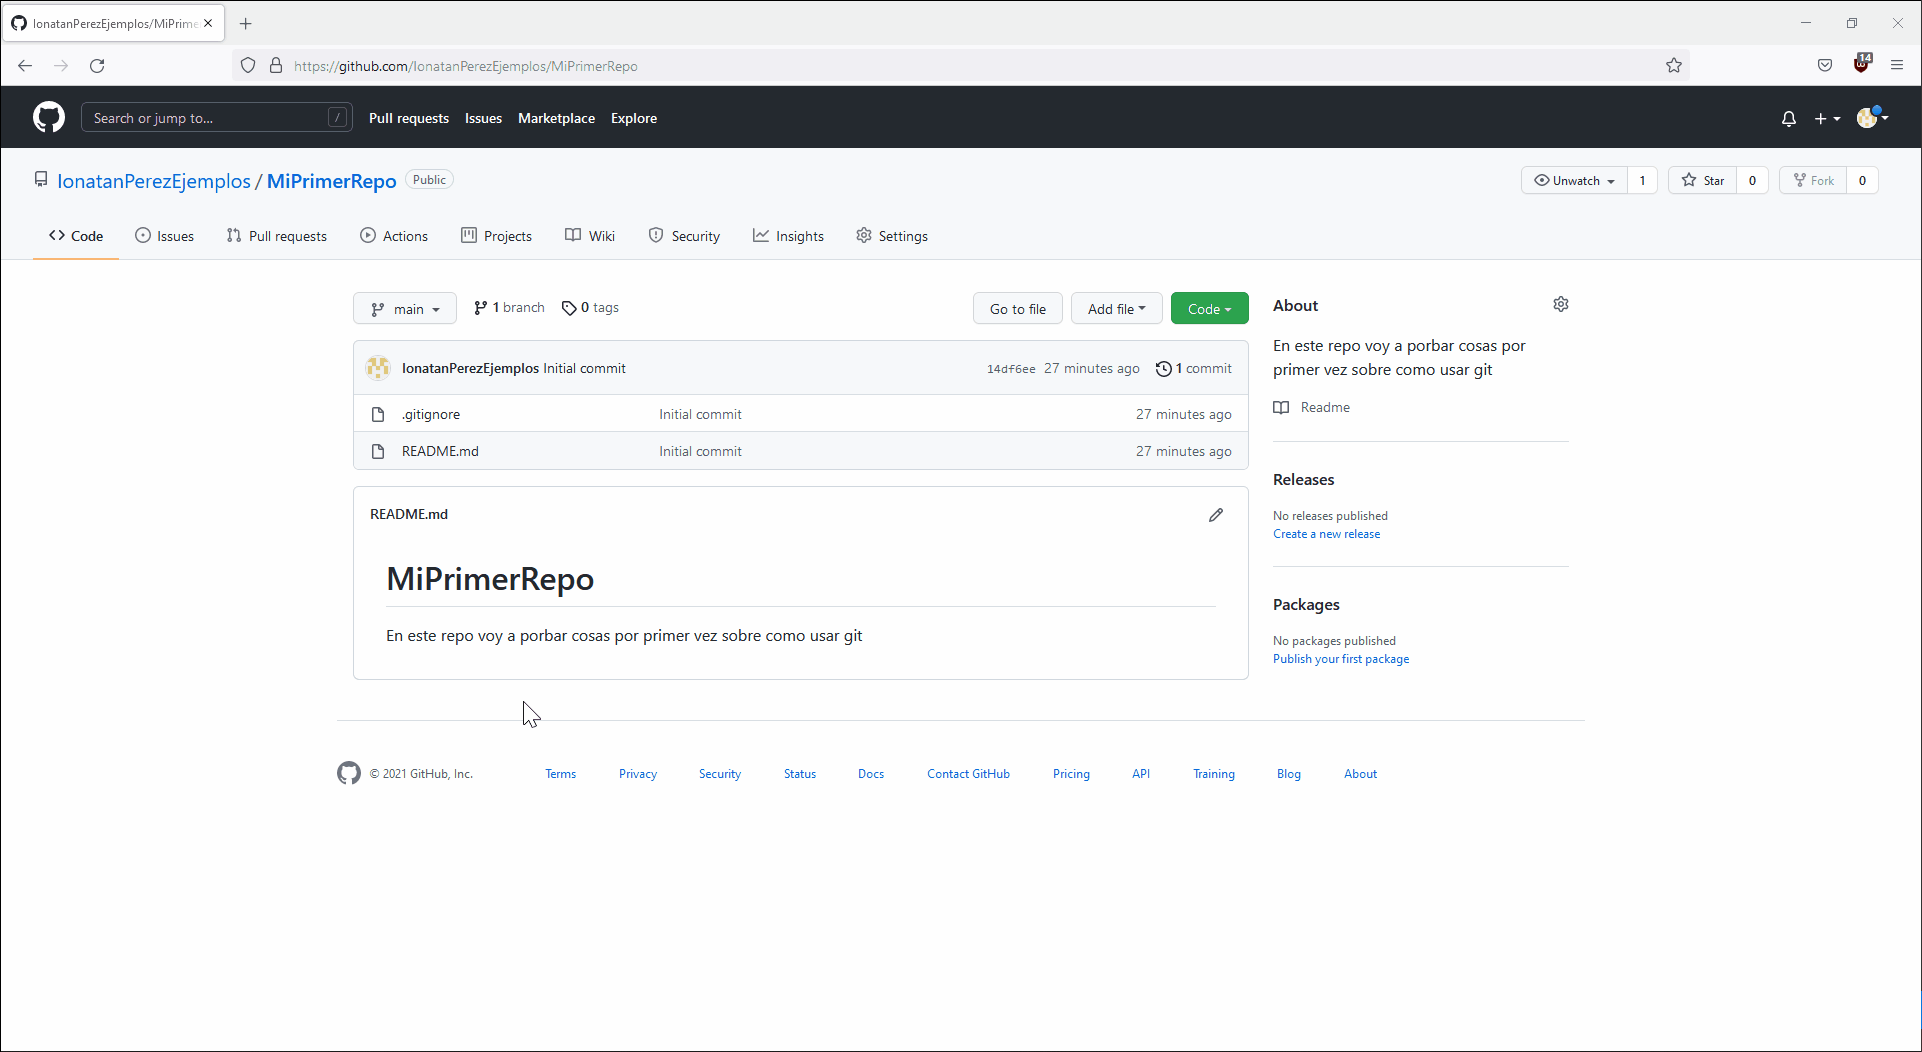 IonatanPerezEjemplos/MiPrime
https://github.com/IonatanPerezEjemplos/MiPrimerRepo
14
Search or jump to... /
Pull requests Issues Marketplace Explore
IonatanPerezEjemplos / MiPrimerRepo Public
Unwatch 1 Star 0 Fork 0
Code Issues Pull requests Actions Projects Wiki Security Insights Settings
main 1 branch 0 tags Go to file Add file Code
IonatanPerezEjemplos Initial commit 14df6ee 27 minutes ago 1 commit
.gitignore Initial commit 27 minutes ago
README.md Initial commit 27 minutes ago
README.md
MiPrimerRepo
En este repo voy a porbar cosas por primer vez sobre como usar git
About
En este repo voy a porbar cosas por
primer vez sobre como usar git
Readme
Releases
No releases published
Create a new release
Packages
No packages published
Publish your first package
© 2021 GitHub, Inc. Terms Privacy Security Status Docs Contact GitHub Pricing API Training Blog About